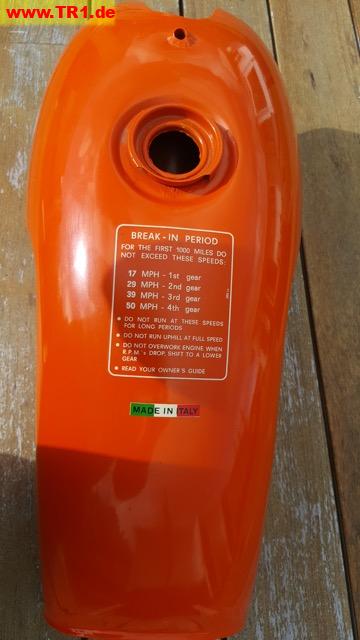 www.TR1.de
BREAK-IN PERIOD
FOR THE FIRST 1000 MILES DO
NOT EXCEED THESE SPEEDS:
17 MPH - 1st gear
29 MPH - 2nd gear
39 MPH - 3rd gear
50 MPH - 4th gear
• DO NOT RUN AT THESE SPEEDS
FOR LONG PERIODS
• DO NOT RUN UPHILL AT FULL SPEED
• DO NOT OVERWORK ENGINE WHEN
R.P.M.'s DROP, SHIFT TO A LOWER
GEAR
• READ YOUR OWNER'S GUIDE
MADE IN ITALY